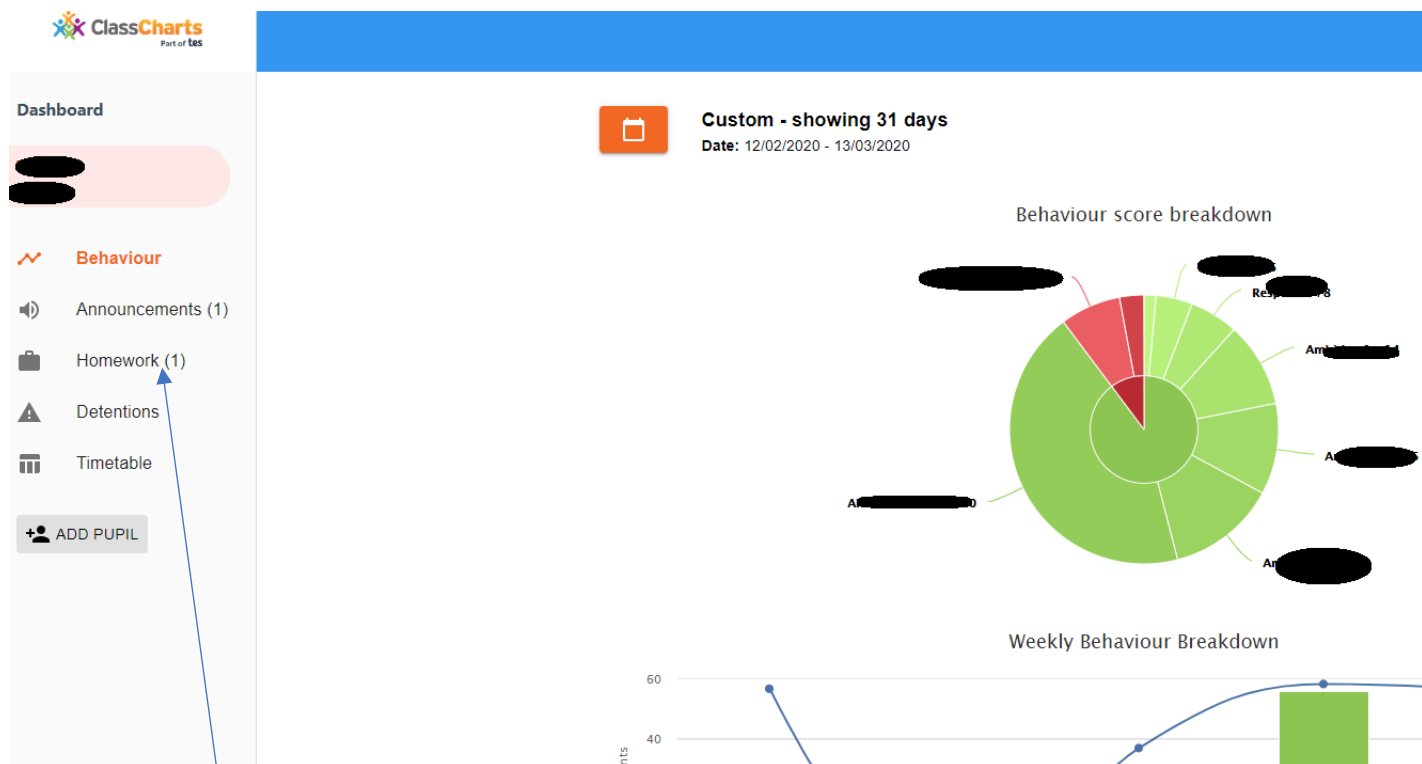 ClassCharts
Part of tes
Dashboard
Behaviour
Announcements (1)
Homework (1)
Detentions
Timetable
ADD PUPIL
Custom - showing 31 days
Date: 12/02/2020 - 13/03/2020
Behaviour score breakdown
Weekly Behaviour Breakdown
60
40